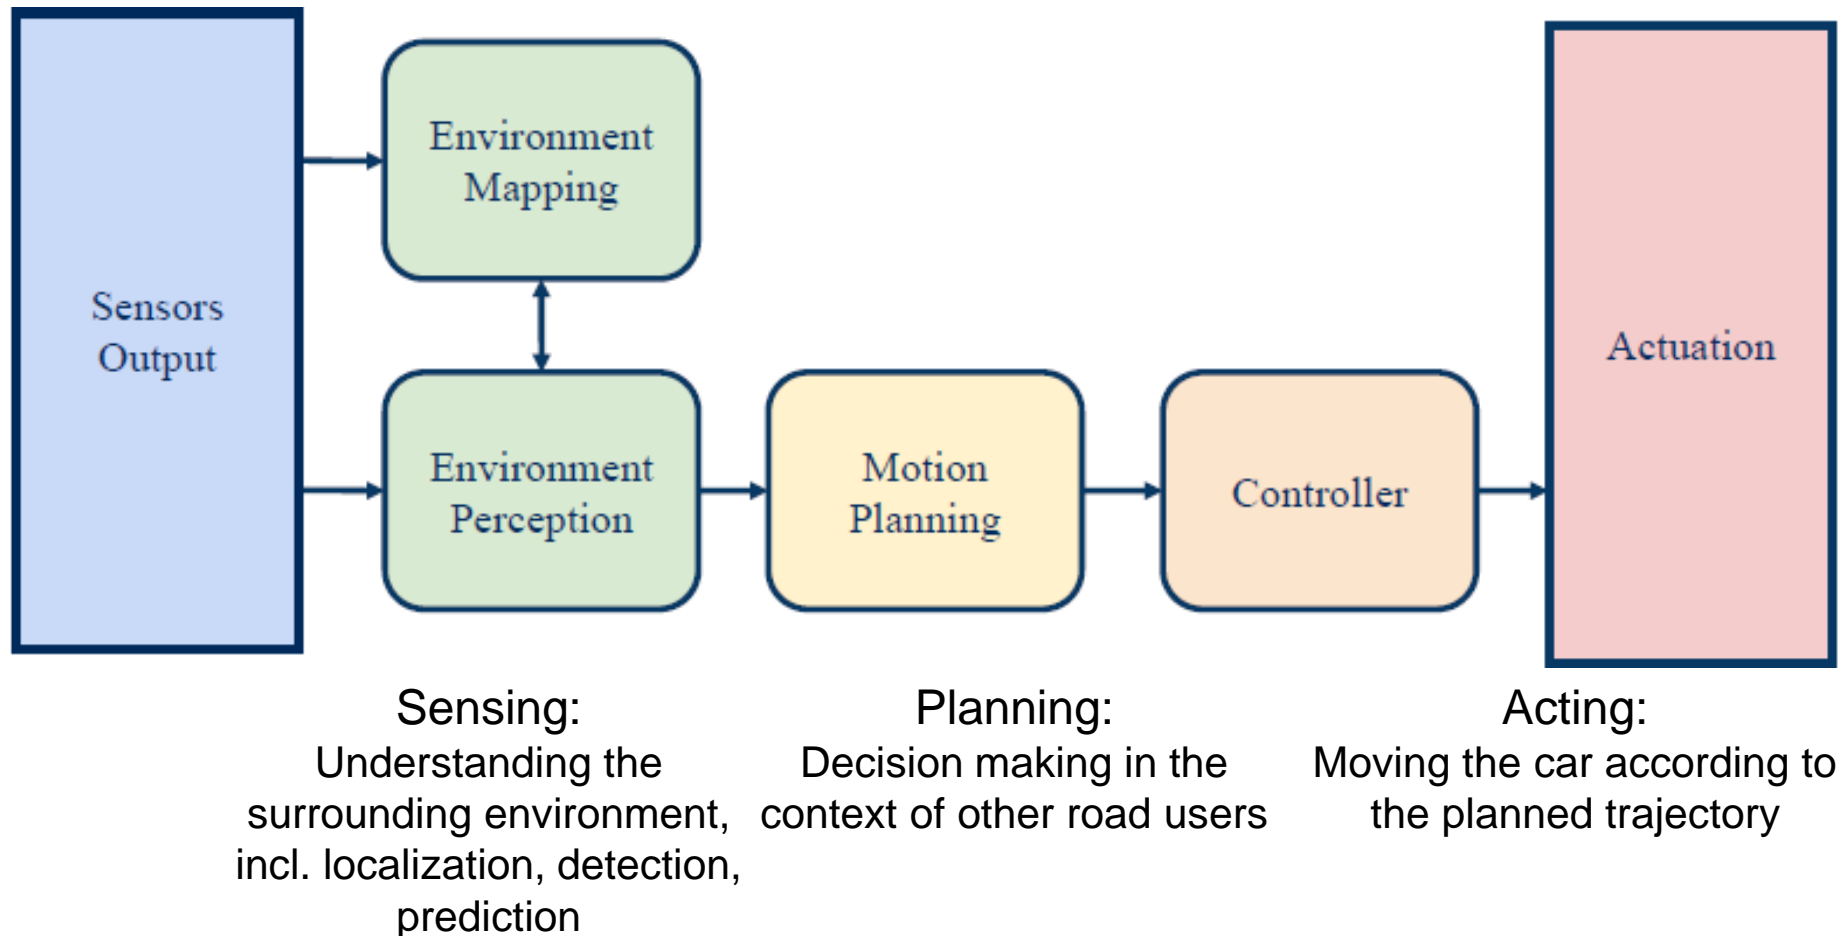 Sensors
Output
Environment
Mapping
Environment
Perception
Motion
Planning
Controller
Actuation
Sensing:
Understanding the
surrounding environment,
incl. localization, detection,
prediction
Planning:
Decision making in the
context of other road users
Acting:
Moving the car according to
the planned trajectory